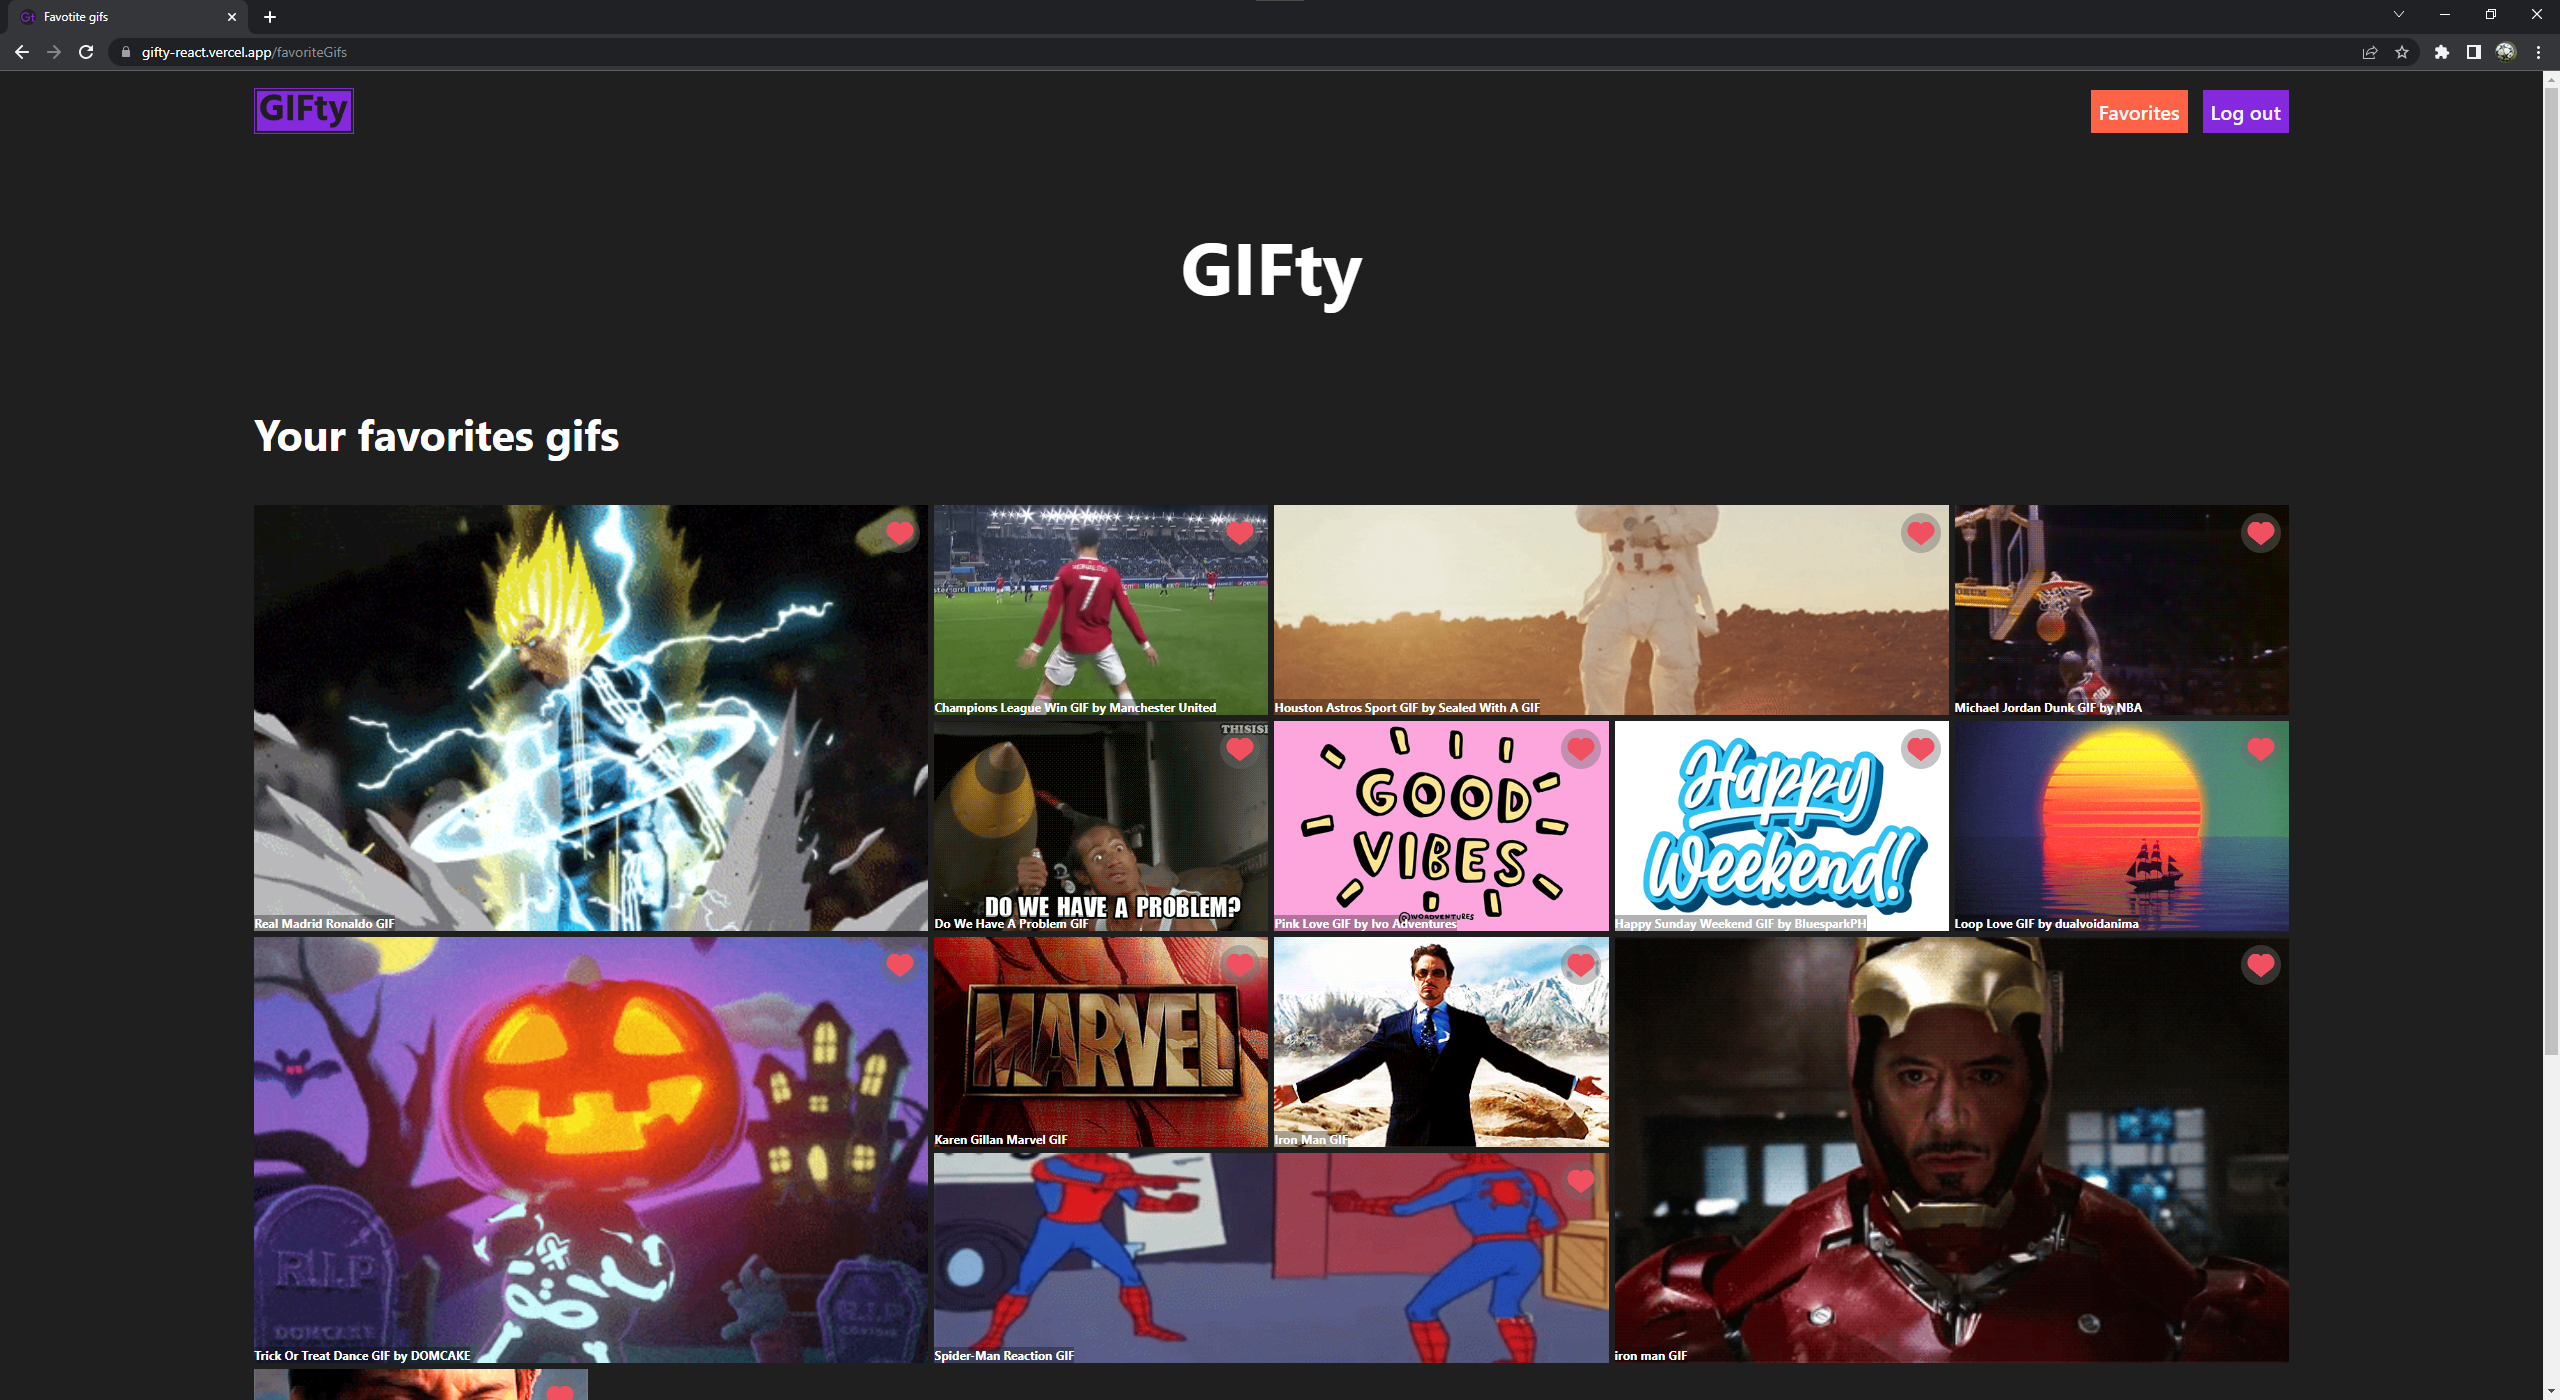 Favotite gifs
gifty-react.vercel.app/favoriteGifs
GIFty
Favorites
Log out
GIFty
Your favorites gifs
Real Madrid Ronaldo GIF
RONALDO
7
Champions League Win GIF by Manchester United
Houston Astros Sport GIF by Sealed With A GIF
Michael Jordan Dunk GIF by NBA
THISISI
DO WE HAVE A PROBLEM?
Do We Have A Problem GIF
GOOD
VIBES
@IVOADVENTURES
Pink Love GIF by Ivo Adventures
Happy
Weekend!
Happy Sunday Weekend GIF by BluesparkPH
Loop Love GIF by dualvoidanima
R.I.P
DOMCAKE
R.I.P
Trick Or Treat Dance GIF by DOMCAKE
MARVEL
Karen Gillan Marvel GIF
Iron Man GIF
Spider-Man Reaction GIF
iron man GIF